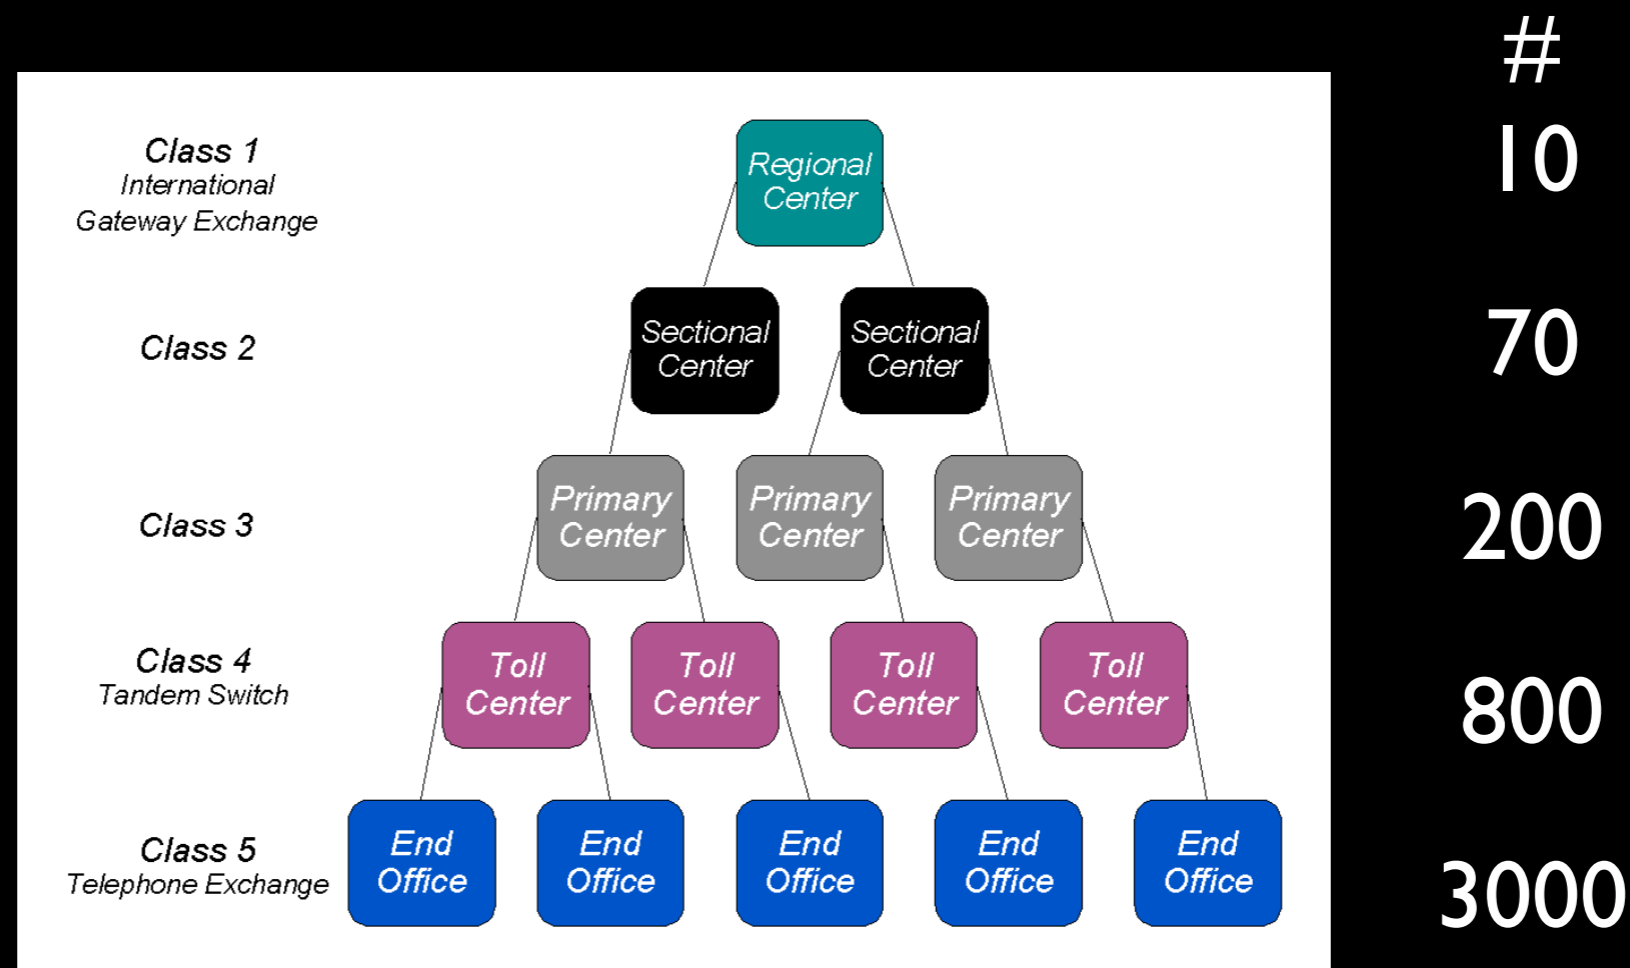 #
Class 1
International
Gateway Exchange
Regional
Center
10
Class 2
Sectional
Center
Sectional
Center
70
Class 3
Primary
Center
Primary
Center
Primary
Center
200
Class 4
Tandem Switch
Toll
Center
Toll
Center
Toll
Center
Toll
Center
800
Class 5
Telephone Exchange
End
Office
End
Office
End
Office
End
Office
End
Office
3000